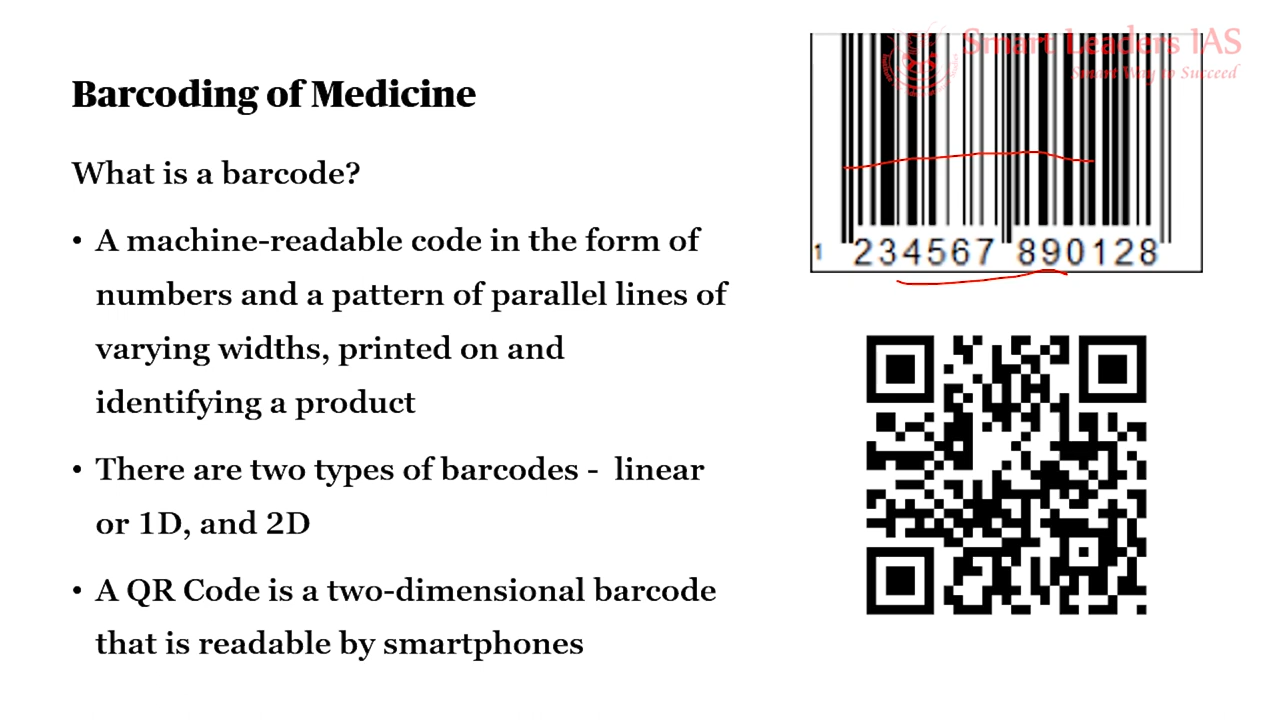 Smart Leaders IAS
Smart Way to Succeed
Barcoding of Medicine
What is a barcode?
• A machine-readable code in the form of
numbers and a pattern of parallel lines of
varying widths, printed on and
identifying a product
• There are two types of barcodes -  linear
or 1D, and 2D
• A QR Code is a two-dimensional barcode
that is readable by smartphones
1 234567 890128